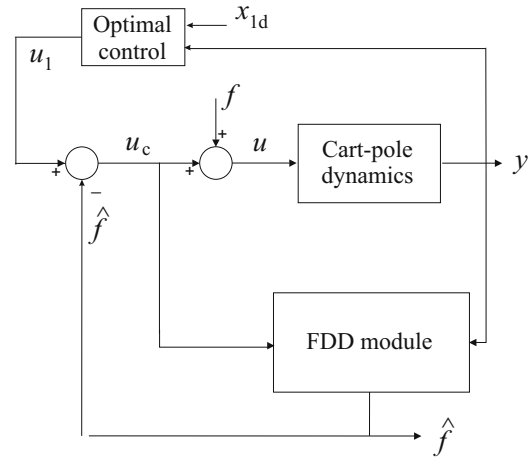 Optimal
control
x1d
u1
f
+
+
uc
+
u
Cart-pole
dynamics
y
−
f̂
FDD module
f̂